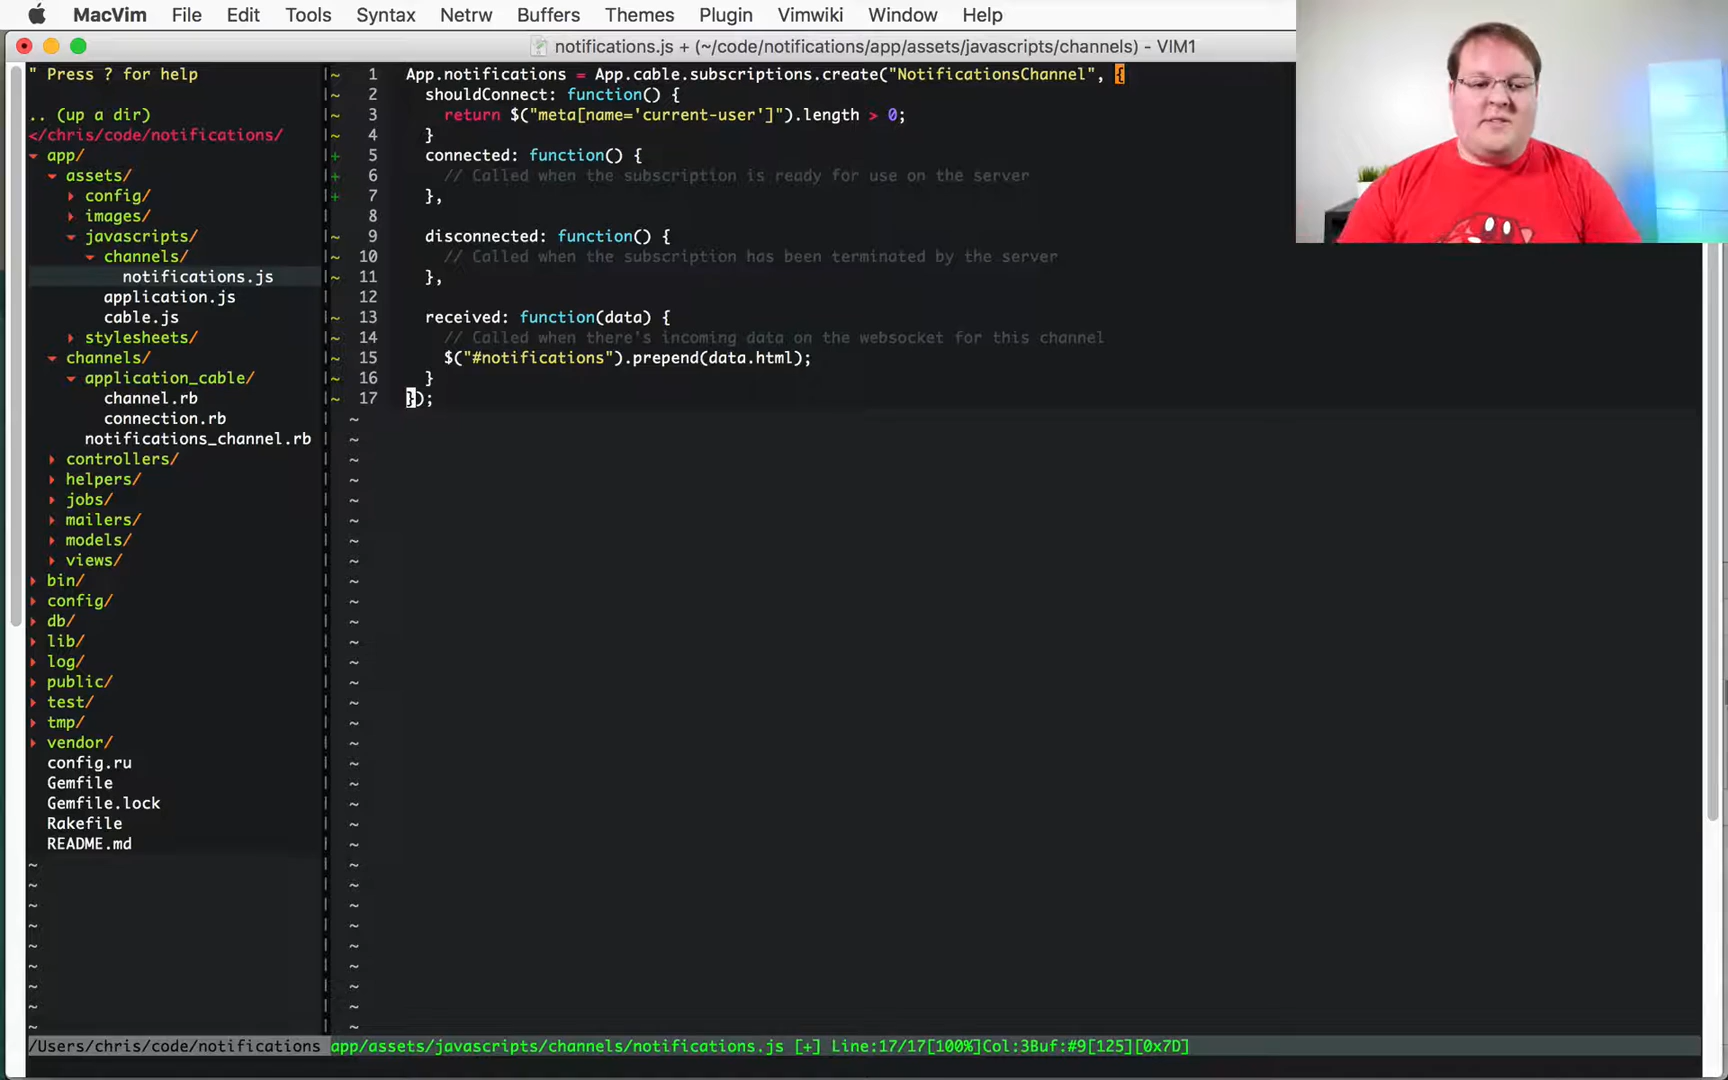 MacVim File Edit Tools Syntax Netrw Buffers Themes Plugin Vimwiki Window Help
notifications.js + (~/code/notifications/app/assets/javascripts/channels) - VIM1
" Press ? for help
.. (up a dir)
</chris/code/notifications/
app/
assets/
config/
images/
javascripts/
channels/
notifications.js
application.js
cable.js
stylesheets/
channels/
application_cable/
channel.rb
connection.rb
notifications_channel.rb
controllers/
helpers/
jobs/
mailers/
models/
views/
bin/
config/
db/
lib/
log/
public/
test/
tmp/
vendor/
config.ru
Gemfile
Gemfile.lock
Rakefile
README.md
~ 1 App.notifications = App.cable.subscriptions.create("NotificationsChannel", {
~ 2 shouldConnect: function() {
~ 3 return $("meta[name='current-user']").length > 0;
~ 4 }
+ 5 connected: function() {
+ 6 // Called when the subscription is ready for use on the server
+ 7 },
8
~ 9 disconnected: function() {
~ 10 // Called when the subscription has been terminated by the server
~ 11 },
12
~ 13 received: function(data) {
~ 14 // Called when there's incoming data on the websocket for this channel
~ 15 $("#notifications").prepend(data.html);
~ 16 }
~ 17 });
/Users/chris/code/notifications app/assets/javascripts/channels/notifications.js [+] Line:17/17[100%]Col:3Buf:#9[125][0x7D]